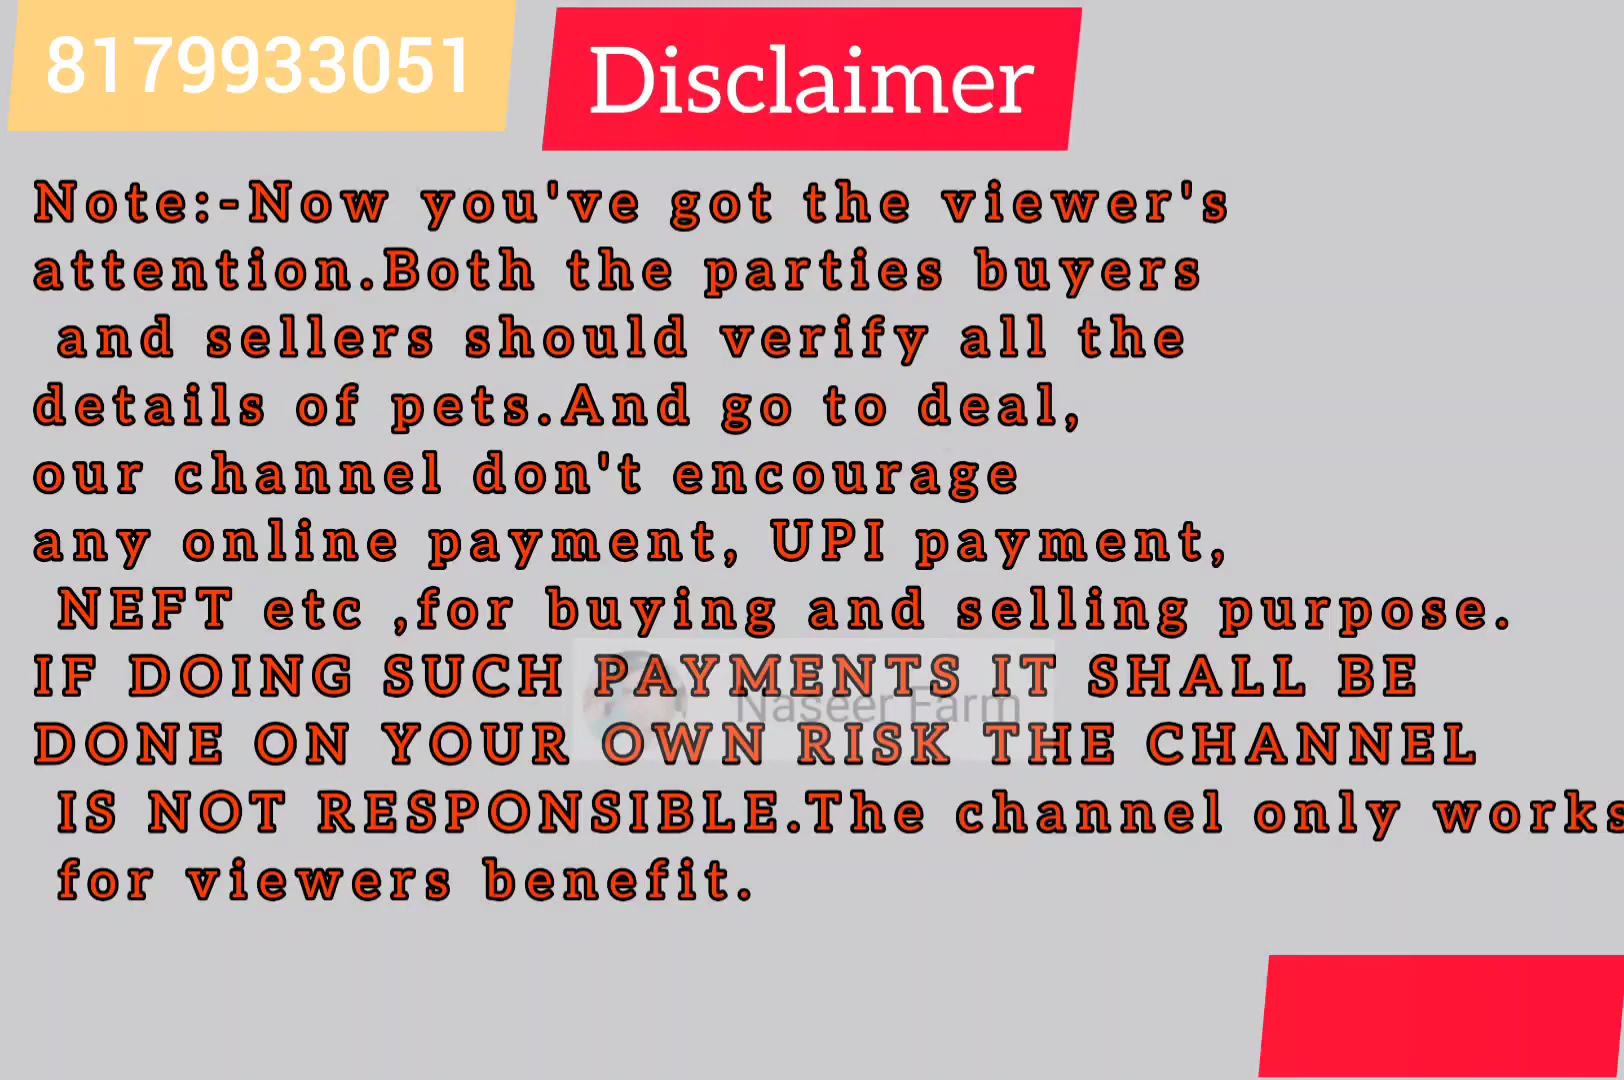 8179933051
Disclaimer
Note:-Now you've got the viewer's
attention.Both the parties buyers
and sellers should verify all the
details of pets.And go to deal,
our channel don't encourage
any online payment, UPI payment,
NEFT etc ,for buying and selling purpose.
IF DOING SUCH PAYMENTS IT SHALL BE
Naseer Farm
DONE ON YOUR OWN RISK THE CHANNEL
IS NOT RESPONSIBLE.The channel only works
for viewers benefit.